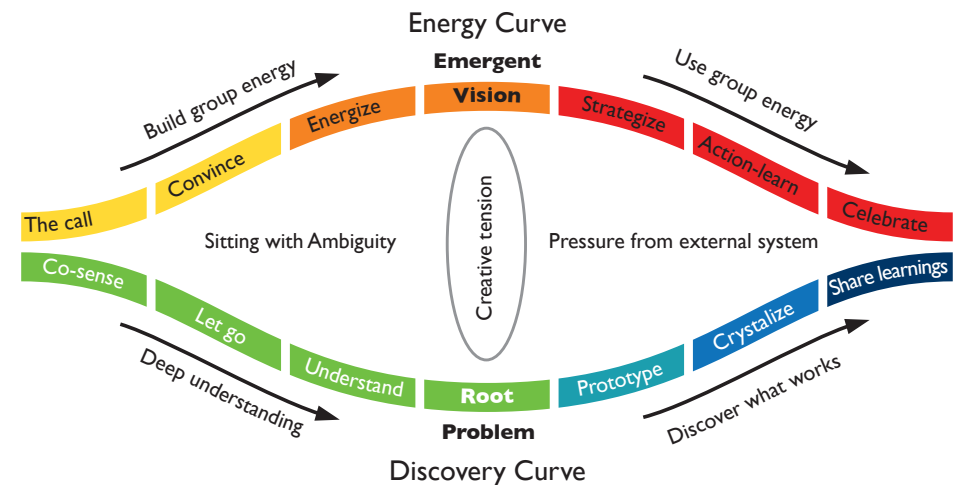 Energy Curve
Emergent
Vision
Build group energy
Use group energy
The call
Convince
Energize
Strategize
Action-learn
Celebrate
Sitting with Ambiguity
Creative tension
Pressure from external system
Co-sense
Let go
Understand
Root
Prototype
Crystalize
Share learnings
Deep understanding
Discover what works
Problem
Discovery Curve